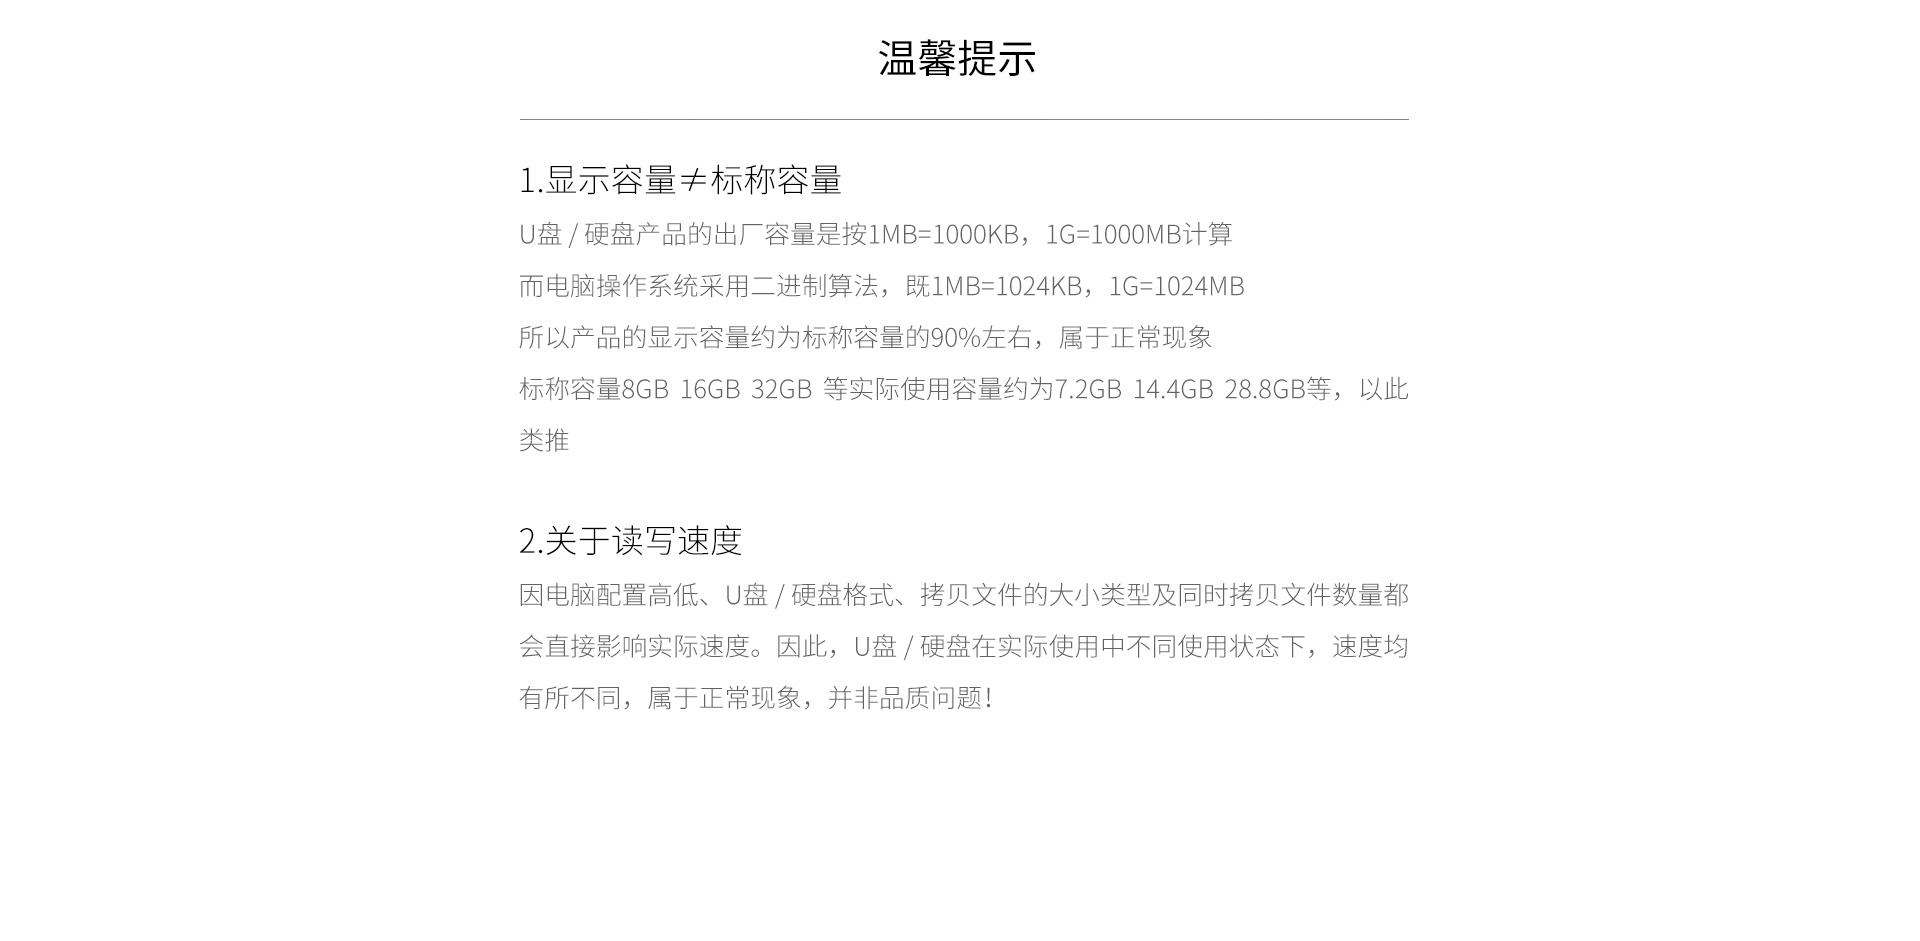 温馨提示
1.显示容量≠标称容量
U盘 / 硬盘产品的出厂容量是按1MB=1000KB，1G=1000MB计算
而电脑操作系统采用二进制算法，既1MB=1024KB，1G=1024MB
所以产品的显示容量约为标称容量的90%左右，属于正常现象
标称容量8GB 16GB 32GB 等实际使用容量约为7.2GB 14.4GB 28.8GB等，以此
类推
2.关于读写速度
因电脑配置高低、U盘 / 硬盘格式、拷贝文件的大小类型及同时拷贝文件数量都
会直接影响实际速度。因此，U盘 / 硬盘在实际使用中不同使用状态下，速度均
有所不同，属于正常现象，并非品质问题！